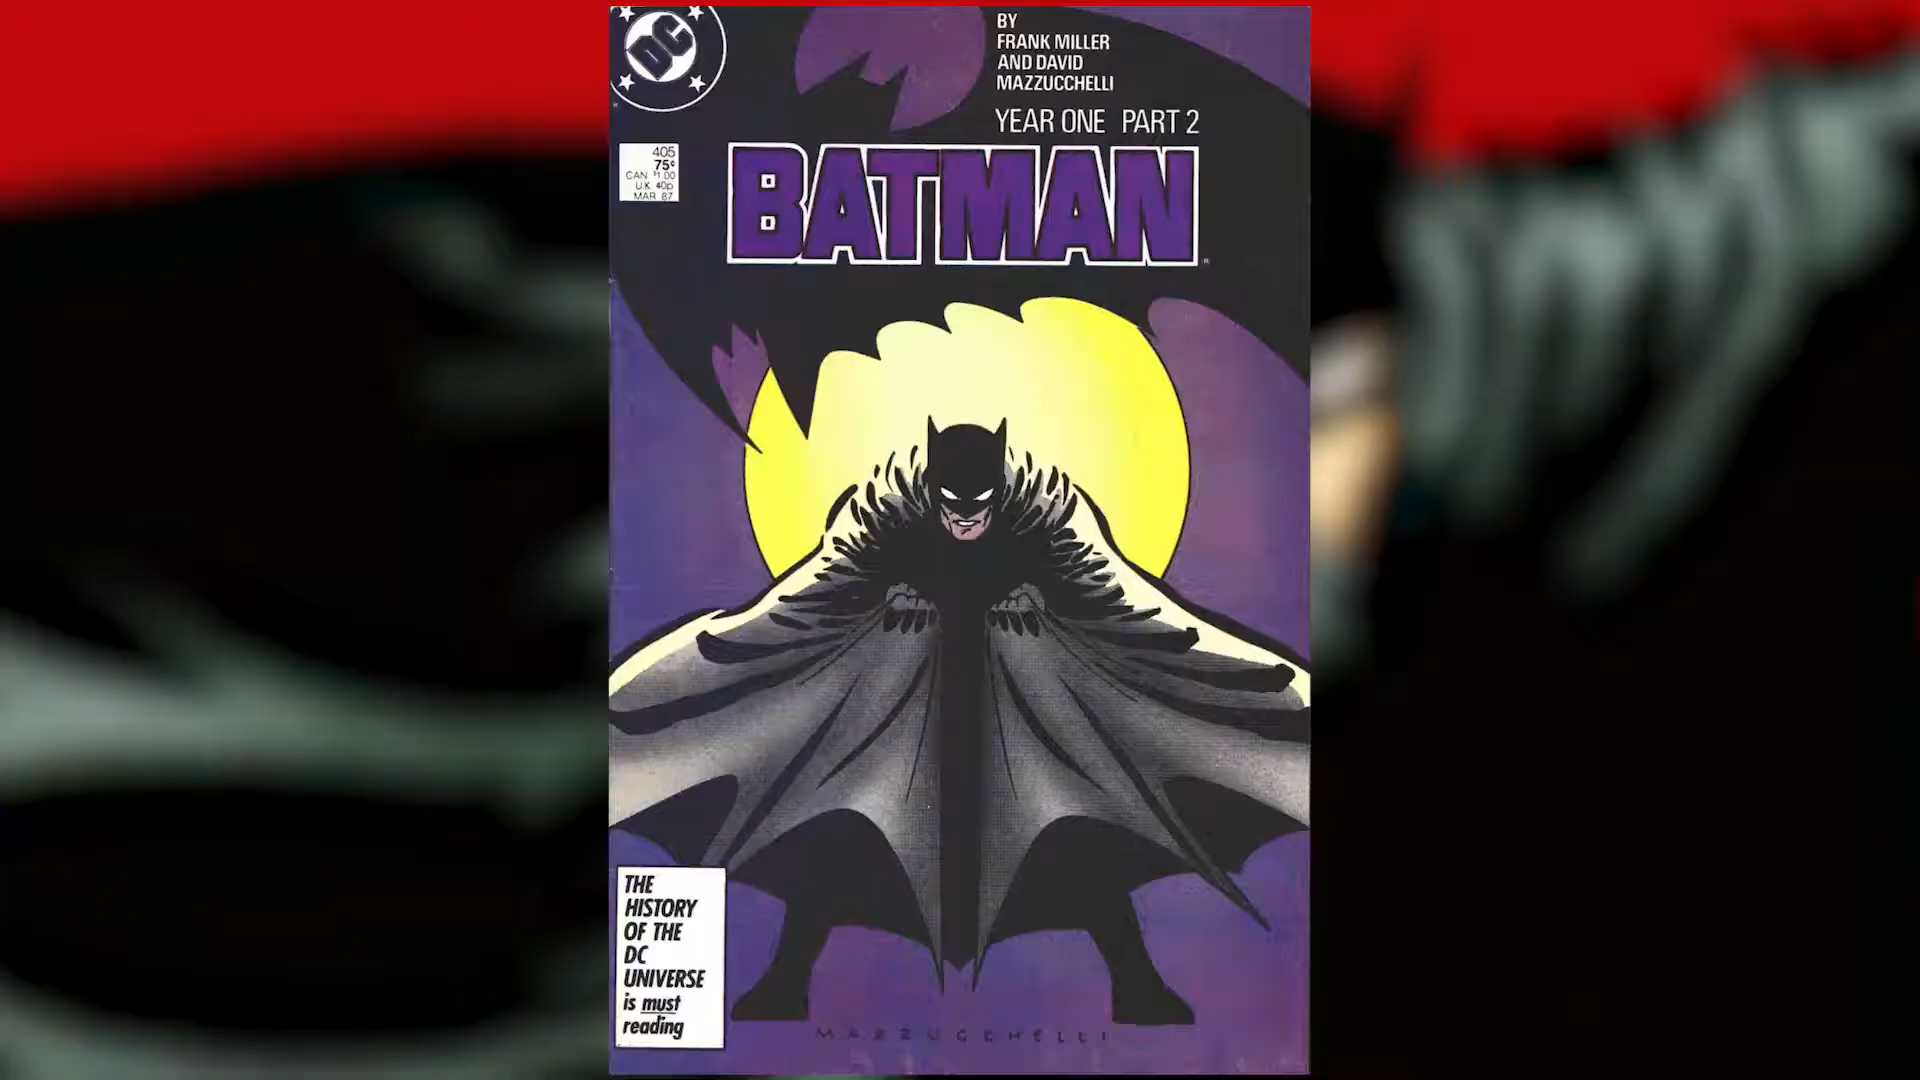 DC
BY
FRANK MILLER
AND DAVID
MAZZUCCHELLI
YEAR ONE PART 2
405
75¢
CAN $1.00
U.K. 40p
MAR 87
BATMAN
THE
HISTORY
OF THE
DC
UNIVERSE
is must
reading
MAZZUCCHELLI